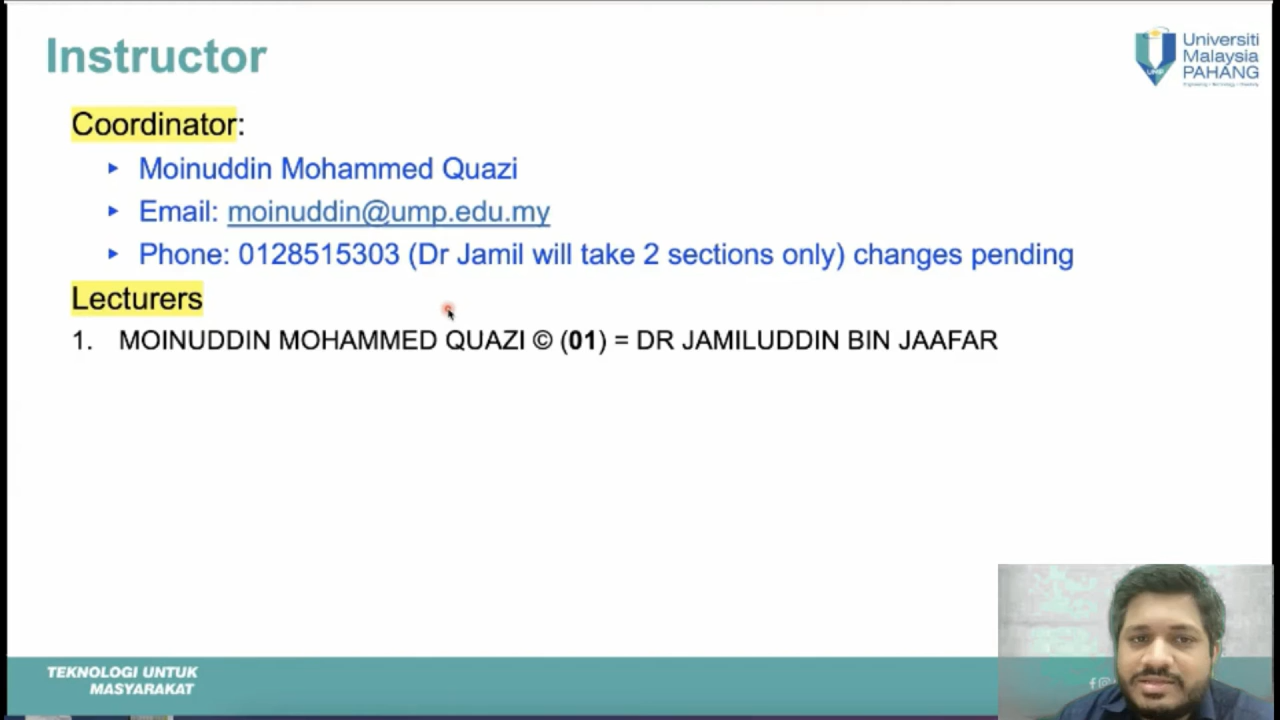 Instructor
Universiti
Malaysia
PAHANG
Coordinator:
Moinuddin Mohammed Quazi
Email: moinuddin@ump.edu.my
Phone: 0128515303 (Dr Jamil will take 2 sections only) changes pending
Lecturers
1. MOINUDDIN MOHAMMED QUAZI © (01) = DR JAMILUDDIN BIN JAAFAR
TEKNOLOGI UNTUK
MASYARAKAT